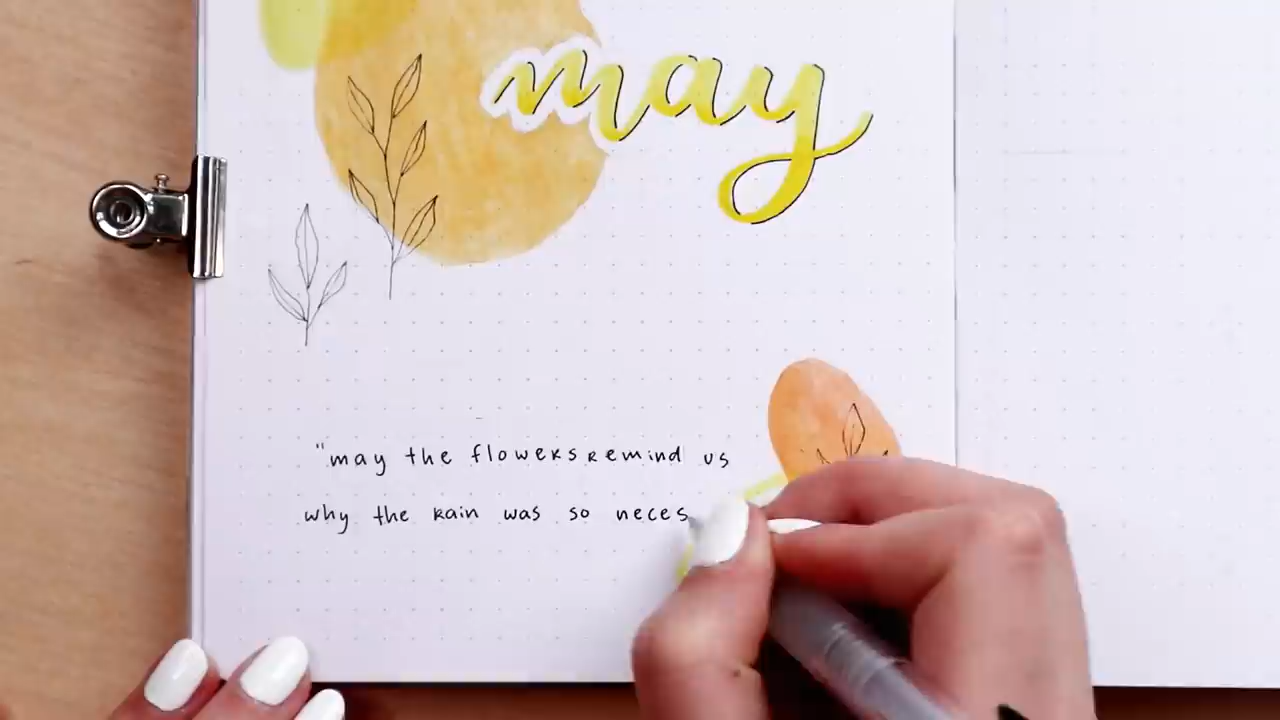 may
"may the flowers remind us
why the rain was so neces